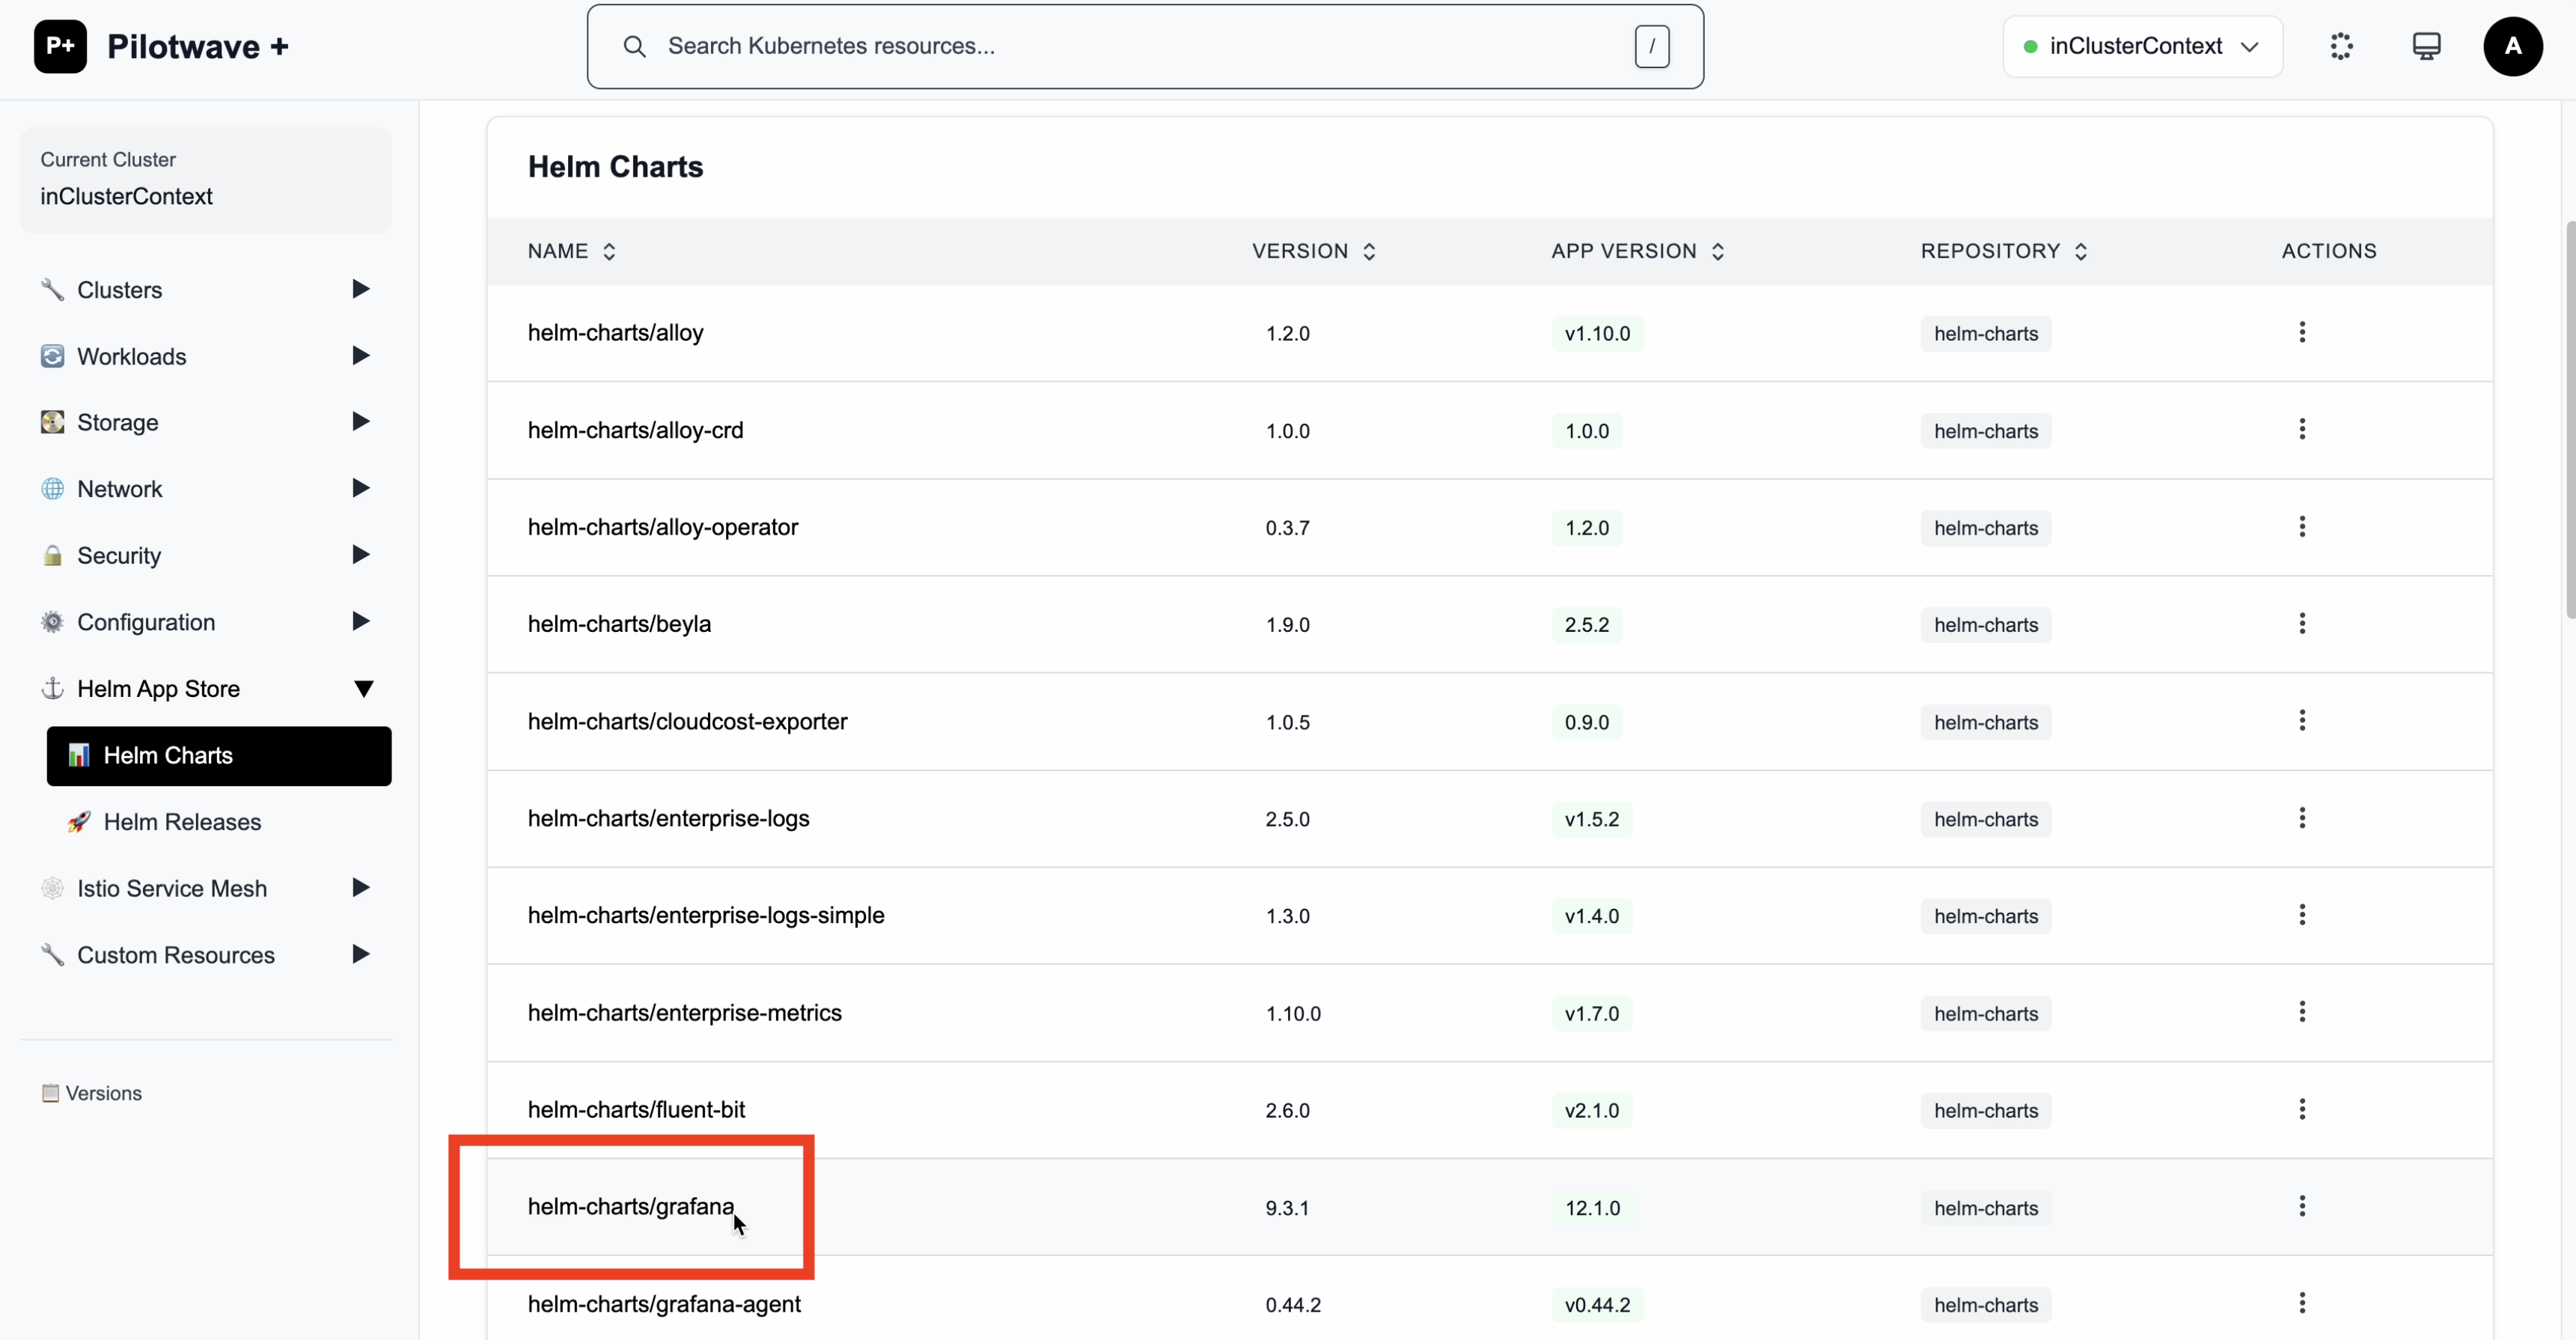 P+ Pilotwave +
Search Kubernetes resources... /
inClusterContext
A
Current Cluster
inClusterContext
Clusters
Workloads
Storage
Network
Security
Configuration
Helm App Store
Helm Charts
Helm Releases
Istio Service Mesh
Custom Resources
Versions
Helm Charts
NAME VERSION APP VERSION REPOSITORY ACTIONS
helm-charts/alloy 1.2.0 v1.10.0 helm-charts
helm-charts/alloy-crd 1.0.0 1.0.0 helm-charts
helm-charts/alloy-operator 0.3.7 1.2.0 helm-charts
helm-charts/beyla 1.9.0 2.5.2 helm-charts
helm-charts/cloudcost-exporter 1.0.5 0.9.0 helm-charts
helm-charts/enterprise-logs 2.5.0 v1.5.2 helm-charts
helm-charts/enterprise-logs-simple 1.3.0 v1.4.0 helm-charts
helm-charts/enterprise-metrics 1.10.0 v1.7.0 helm-charts
helm-charts/fluent-bit 2.6.0 v2.1.0 helm-charts
helm-charts/grafana 9.3.1 12.1.0 helm-charts
helm-charts/grafana-agent 0.44.2 v0.44.2 helm-charts